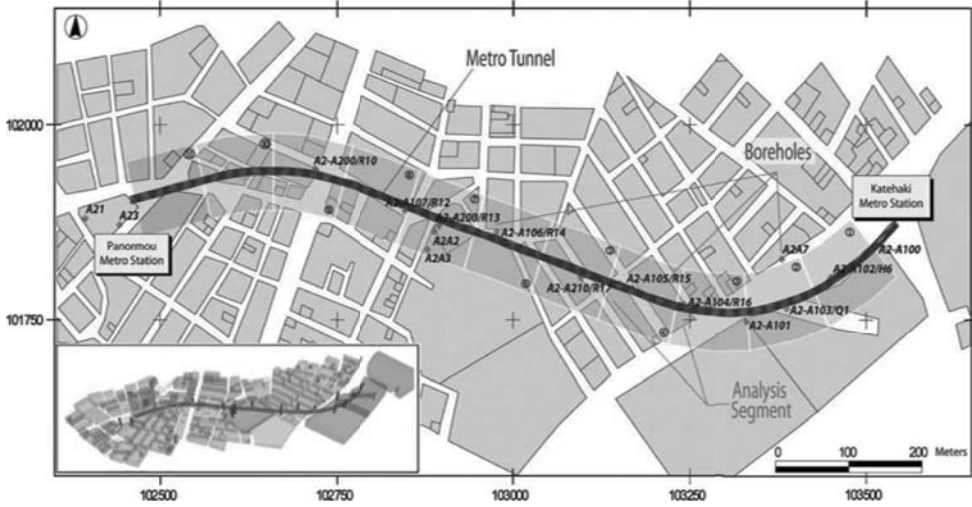 Metro Tunnel
102000
Boreholes
A2-A200/R10
Katehaki
Metro Station
A21
A23
A2-A107/R12
A2-A200/R13
A2-A106/R14
A2A2
A2A3
Panormou
Metro Station
A2A7
A2-A100
A2-A102/H6
A2-A105/R15
A2-A210/R17
A2-A104/R16
A2-A103/Q1
A2-A101
101750
Analysis
Segment
0 100 200 Meters
102500 102750 103000 103250 103500